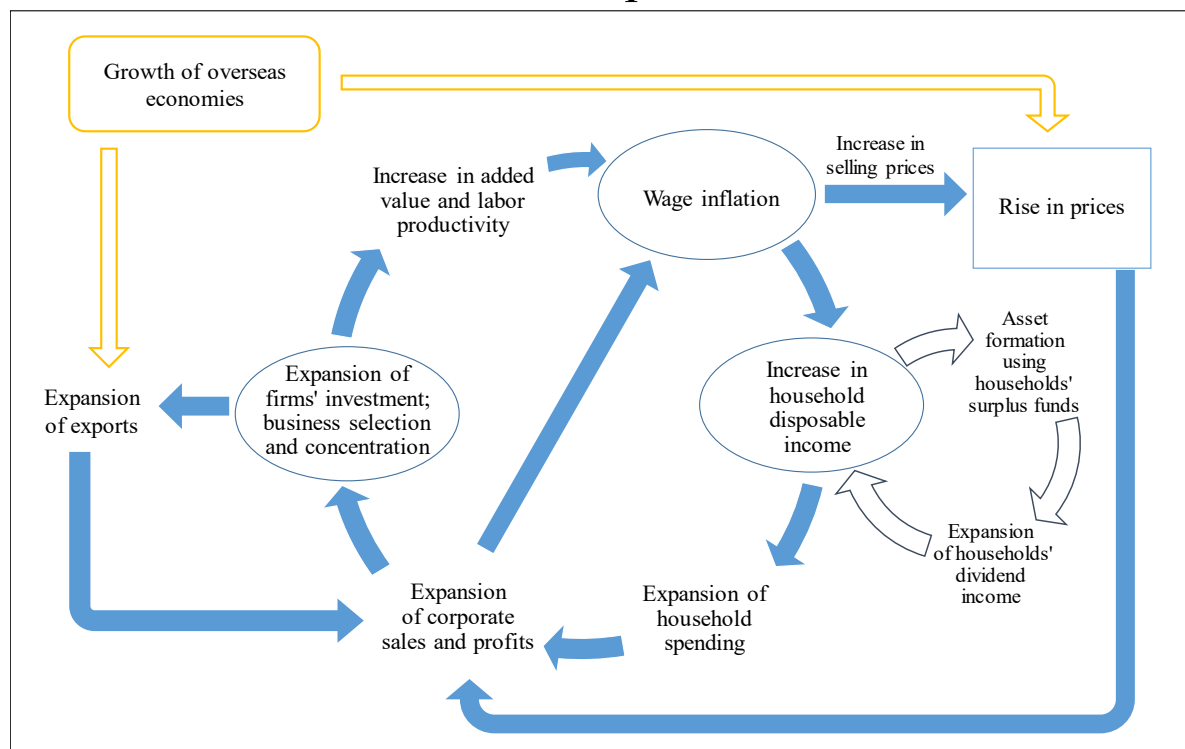 Growth of overseas
economies
Increase in added
value and labor
productivity
Wage inflation
Increase in
selling prices
Rise in prices
Expansion
of exports
Expansion of
firms' investment;
business selection
and concentration
Increase in
household
disposable
income
Asset
formation
using
households'
surplus funds
Expansion
of households'
dividend
income
Expansion
of corporate
sales and profits
Expansion of
household
spending